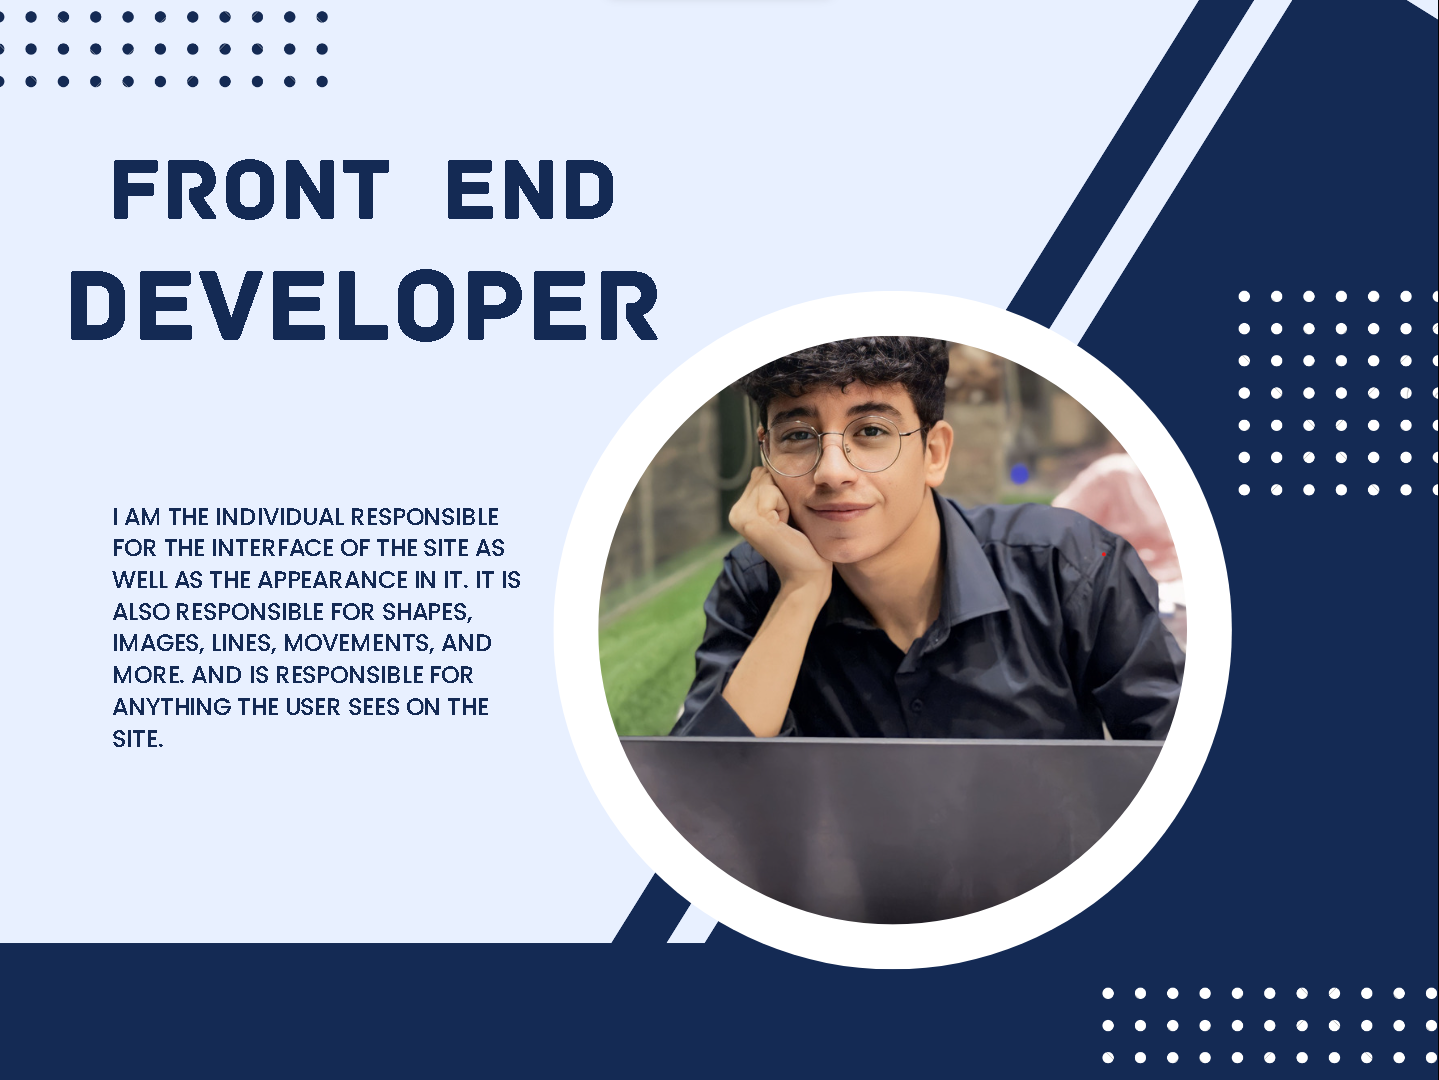 FRONT END
DEVELOPER
I AM THE INDIVIDUAL RESPONSIBLE
FOR THE INTERFACE OF THE SITE AS
WELL AS THE APPEARANCE IN IT. IT IS
ALSO RESPONSIBLE FOR SHAPES,
IMAGES, LINES, MOVEMENTS, AND
MORE. AND IS RESPONSIBLE FOR
ANYTHING THE USER SEES ON THE
SITE.